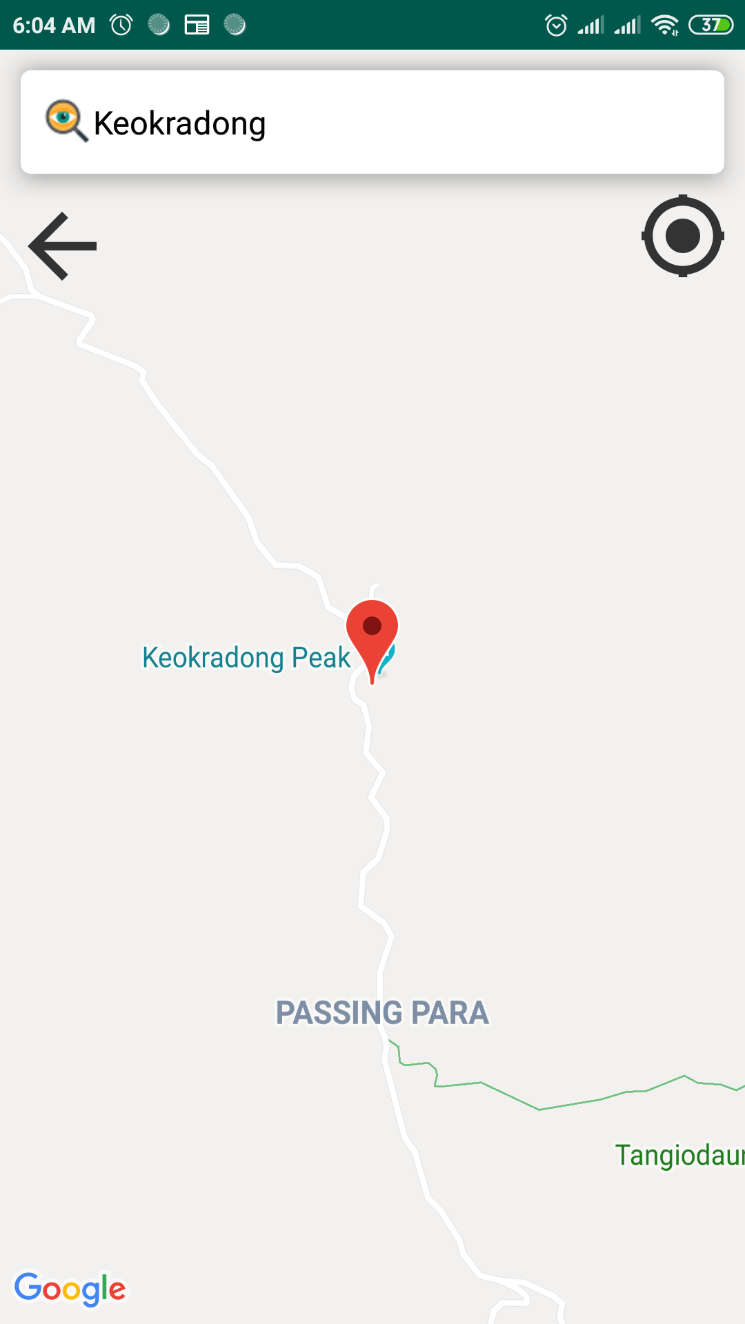 6:04 AM
37
Keokradong
Keokradong Peak
PASSING PARA
Tangiodaur
Google